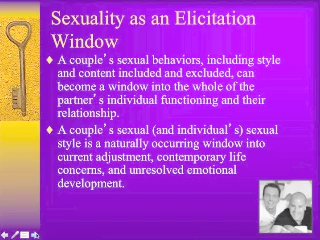 Sexuality as an Elicitation
Window
A couple’s sexual behaviors, including style
and content included and excluded, can
become a window into the whole of the
partner’s individual functioning and their
relationship.
A couple’s sexual (and individual’s) sexual
style is a naturally occurring window into
current adjustment, contemporary life
concerns, and unresolved emotional
development.